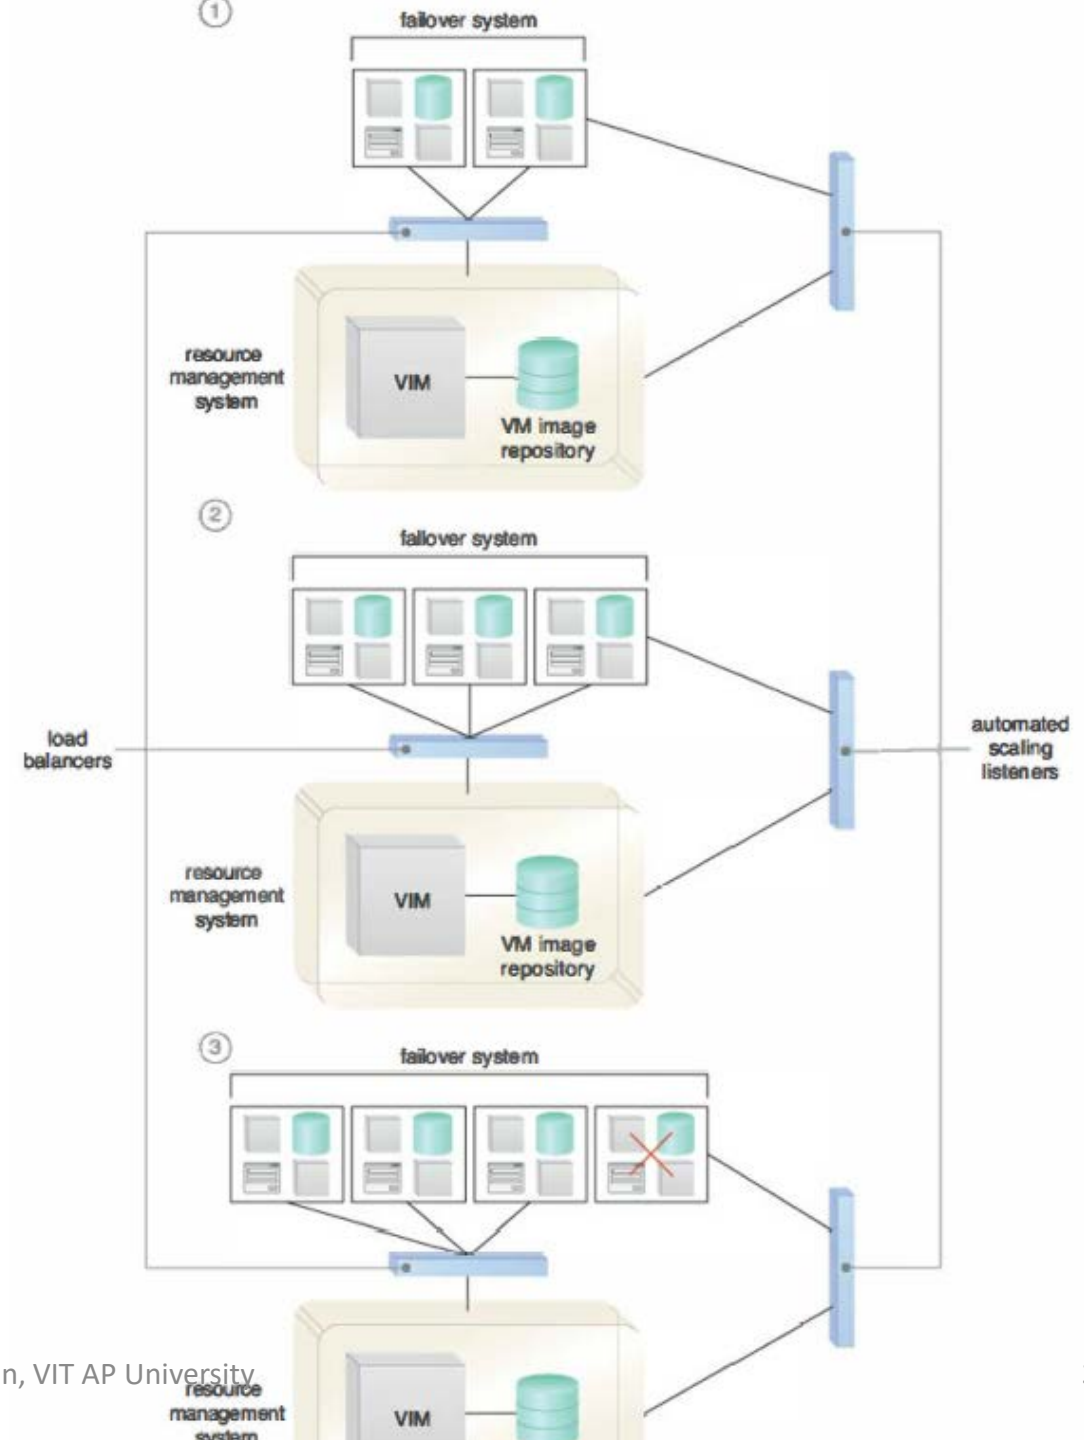 1
failover system
resource
management
system
VIM
VM image
repository
2
failover system
load
balancers
automated
scaling
listeners
resource
management
system
VIM
VM image
repository
3
failover system
n, VIT AP University
resource
management
system
VIM